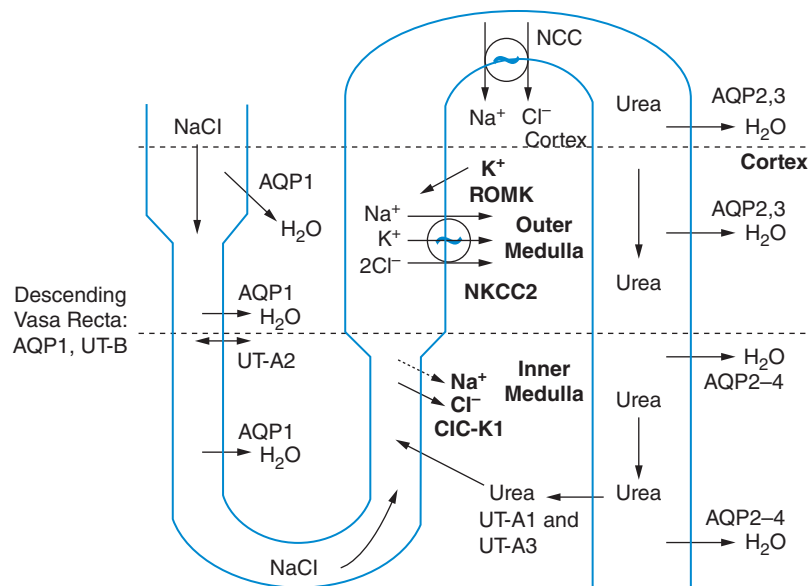 NCC
Na⁺
Cl⁻
Cortex
Urea
AQP2,3
H₂O
Cortex
NaCl
AQP1
H₂O
K⁺
ROMK
Na⁺
K⁺
2Cl⁻
Outer
Medulla
NKCC2
AQP2,3
H₂O
Urea
Descending
Vasa Recta:
AQP1, UT-B
AQP1
H₂O
UT-A2
AQP1
H₂O
Na⁺
Cl⁻
ClC-K1
Inner
Medulla
H₂O
AQP2–4
Urea
Urea
Urea
UT-A1 and
UT-A3
AQP2–4
H₂O
NaCl